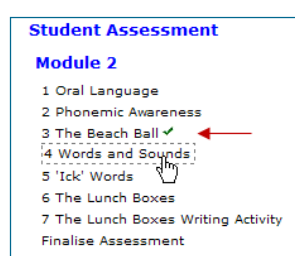 Student Assessment
Module 2
1 Oral Language
2 Phonemic Awareness
3 The Beach Ball ✔
4 Words and Sounds
5 'Ick' Words
6 The Lunch Boxes
7 The Lunch Boxes Writing Activity
Finalise Assessment